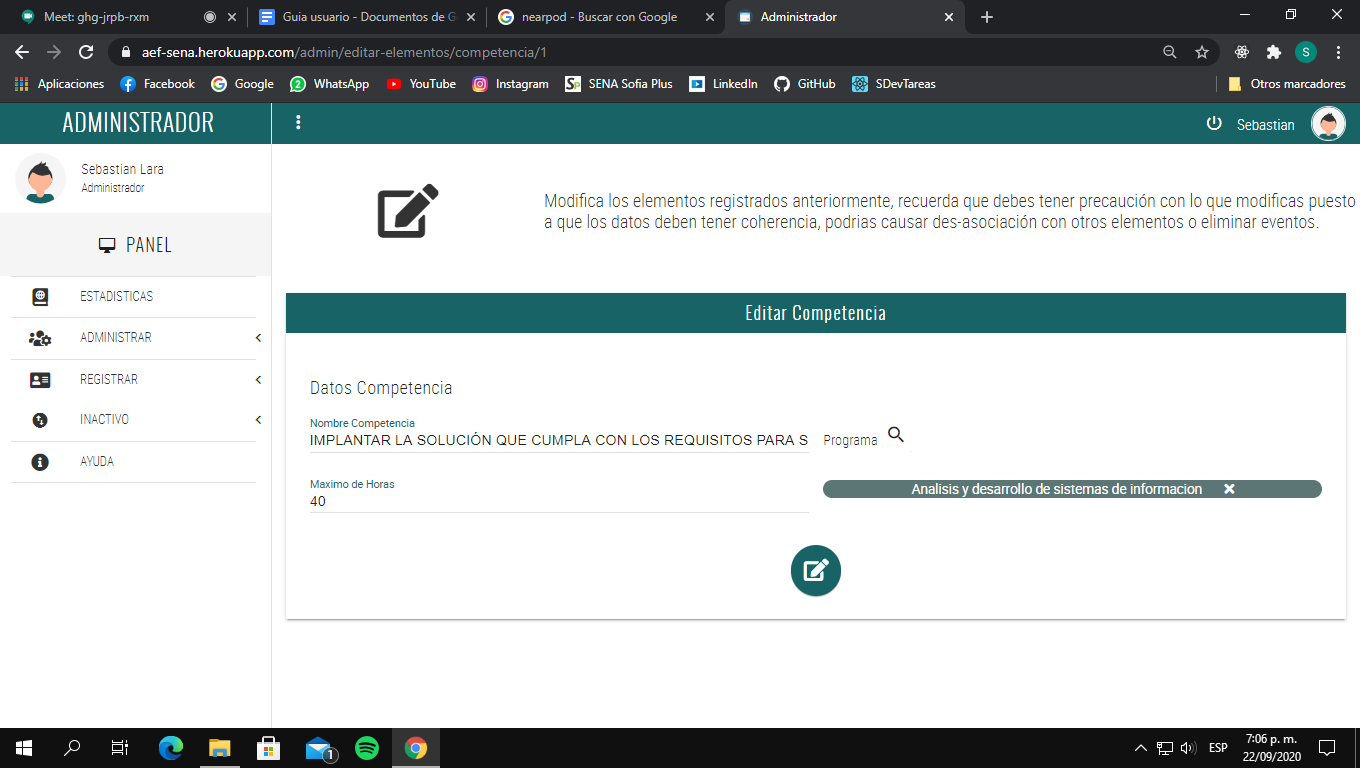 Meet: ghg-jrpb-rxm
Guia usuario - Documentos de G
nearpod - Buscar con Google
Administrador
aef-sena.herokuapp.com/admin/editar-elementos/competencia/1
S
Aplicaciones
Facebook
Google
2
WhatsApp
YouTube
Instagram
Sp
SENA Sofia Plus
LinkedIn
GitHub
SDevTareas
Otros marcadores
ADMINISTRADOR
Sebastian
Sebastian Lara
Administrador
PANEL
ESTADISTICAS
ADMINISTRAR
REGISTRAR
INACTIVO
AYUDA
Modifica los elementos registrados anteriormente, recuerda que debes tener precaución con lo que modificas puesto
a que los datos deben tener coherencia, podrias causar des-asociación con otros elementos o eliminar eventos.
Editar Competencia
Datos Competencia
Nombre Competencia
IMPLANTAR LA SOLUCIÓN QUE CUMPLA CON LOS REQUISITOS PARA S
Programa
Maximo de Horas
40
Analisis y desarrollo de sistemas de informacion
1
ESP
7:06 p. m.
22/09/2020